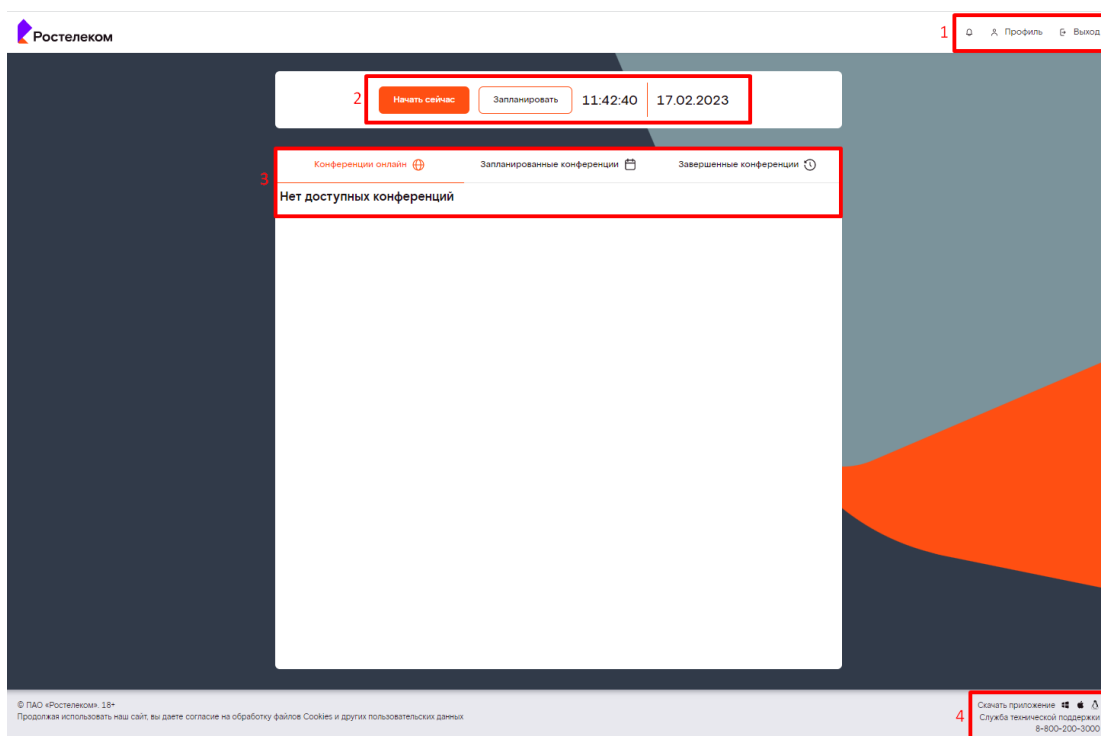 Ростелеком
1
Профиль
Выход
2
Начать сейчас
Запланировать
11:42:40
17.02.2023
3
Конференции онлайн
Запланированные конференции
Завершенные конференции
Нет доступных конференций
© ПАО «Ростелеком». 18+
Продолжая использовать наш сайт, вы даете согласие на обработку файлов Cookies и других пользовательских данных
4
Скачать приложение
Служба технической поддержки
8-800-200-3000